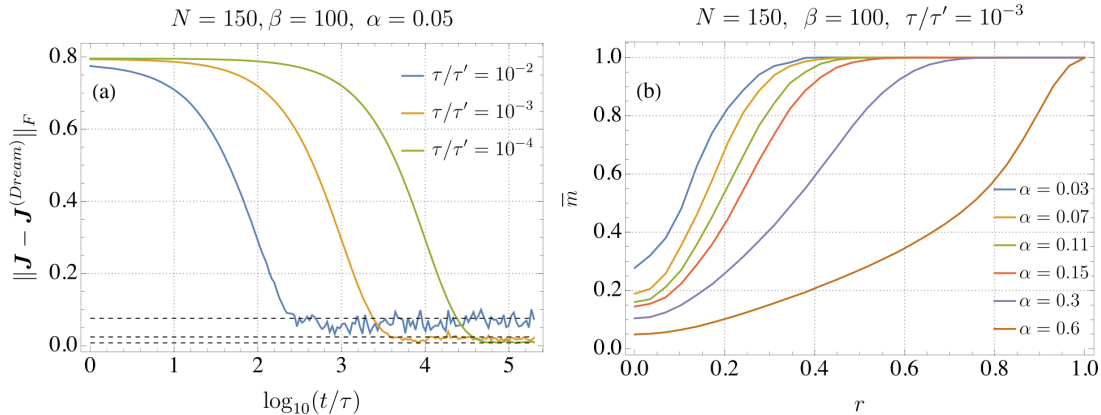 N = 150, β = 100, α = 0.05
(a)
τ/τ′ = 10⁻²
τ/τ′ = 10⁻³
τ/τ′ = 10⁻⁴
‖J − J⁽ᴰʳᵉᵃᵐ⁾‖_F
0.8
0.6
0.4
0.2
0.0
0 1 2 3 4 5
log₁₀(t/τ)
N = 150, β = 100, τ/τ′ = 10⁻³
(b)
m̅
1.0
0.8
0.6
0.4
0.2
0.0
α = 0.03
α = 0.07
α = 0.11
α = 0.15
α = 0.3
α = 0.6
0.0 0.2 0.4 0.6 0.8 1.0
r